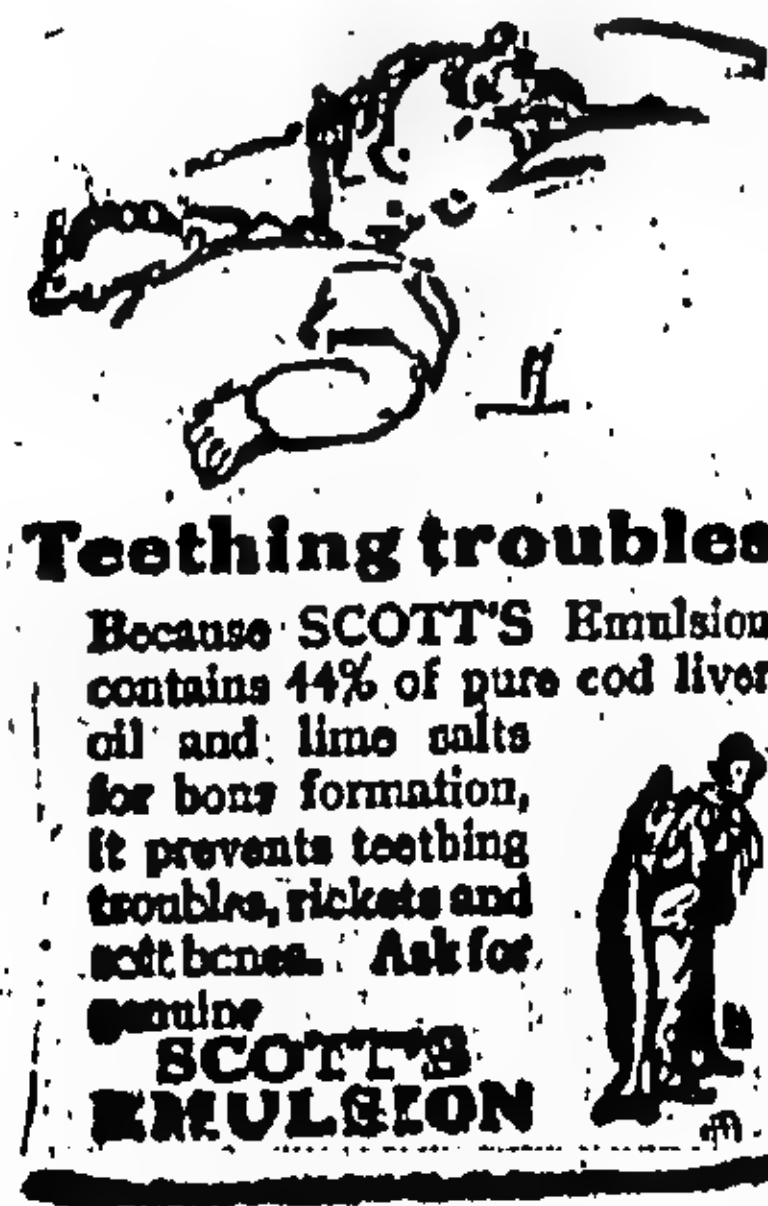 Teething troubles
Because SCOTT'S Emulsion
contains 44% of pure cod liver
oil and lime salts
for bony formation,
it prevents teething
troubles, rickets and
soft bones. Ask for
genuine
SCOTT'S
EMULSION